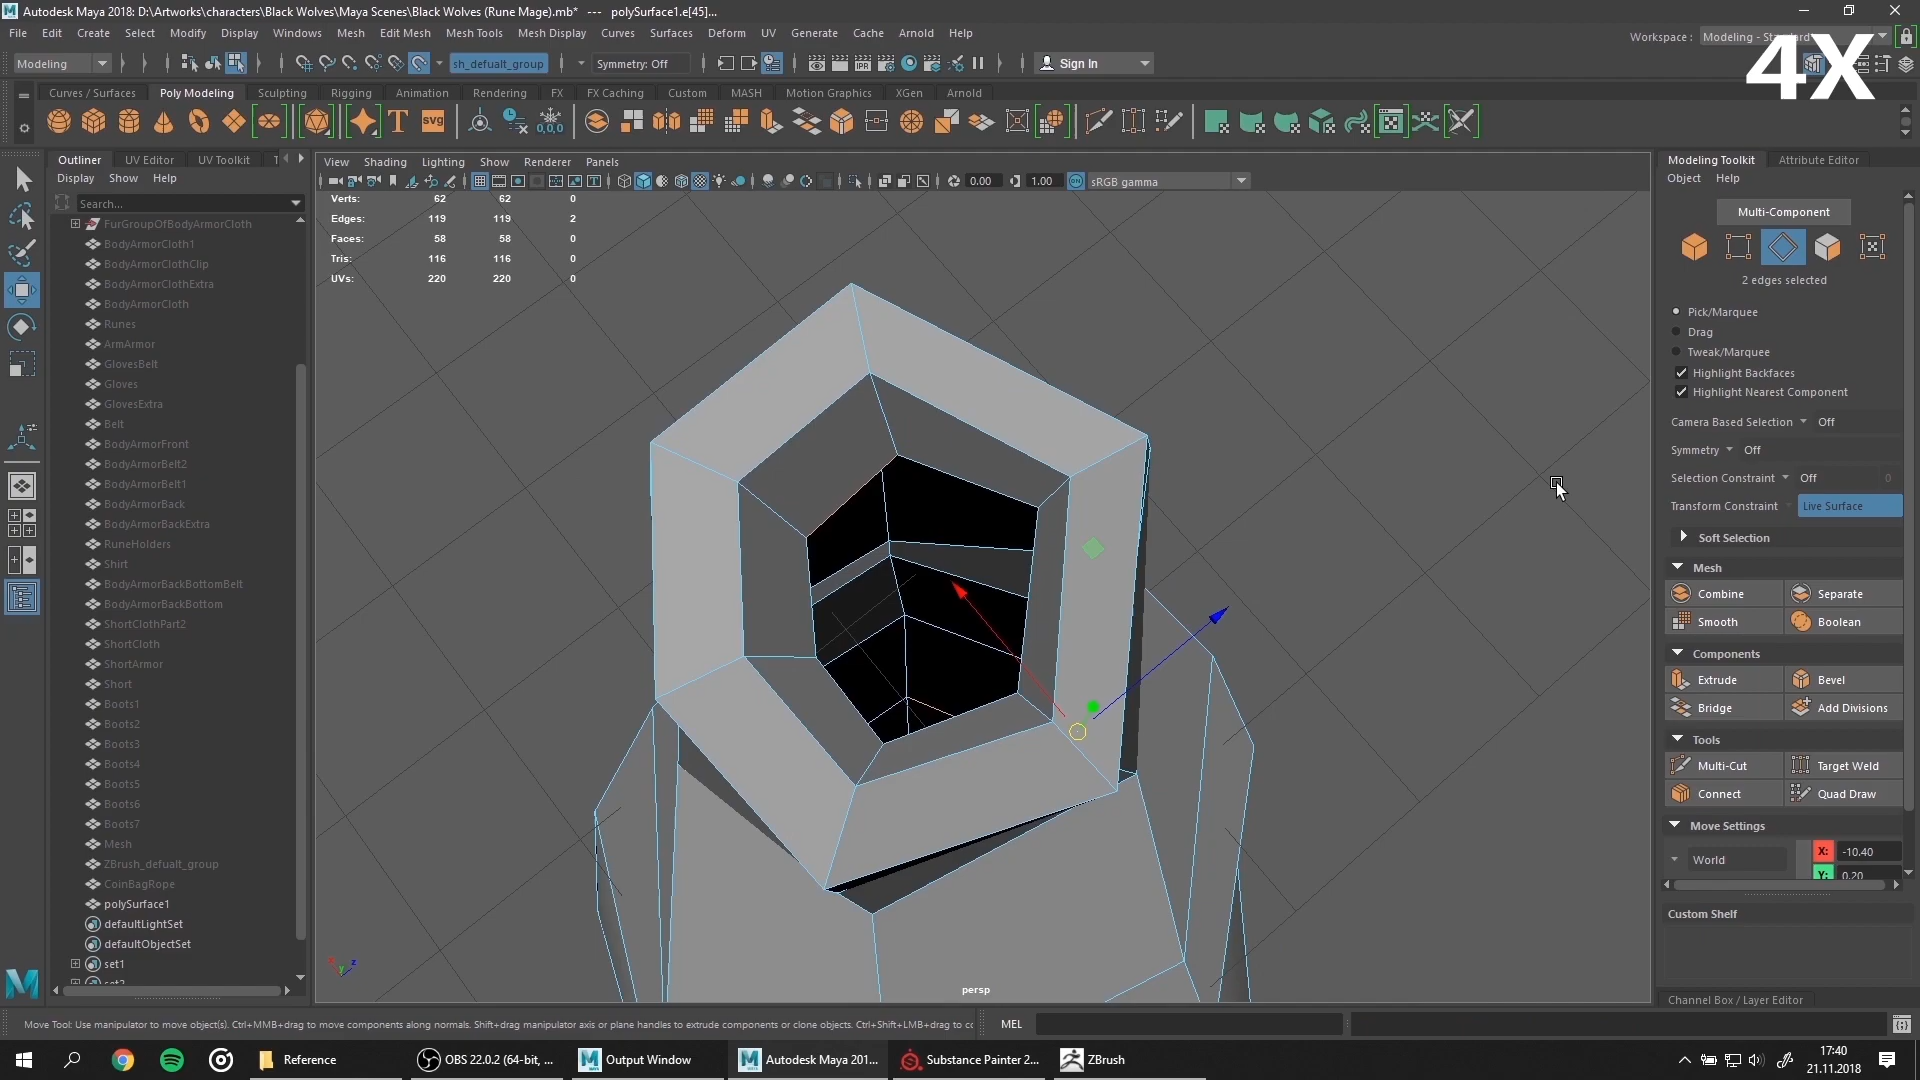 Autodesk Maya 2018: D:\Artworks\characters\Black Wolves\Maya Scenes\Black Wolves (Rune Mage).mb* --- polySurface1.e[45]...
File Edit Create Select Modify Display Windows Mesh Edit Mesh Mesh Tools Mesh Display Curves Surfaces Deform UV Generate Cache Arnold Help
Workspace : Modeling - Standard
4X
Modeling
sh_defualt_group
Symmetry: Off
Sign In
Curves / Surfaces Poly Modeling Sculpting Rigging Animation Rendering FX FX Caching Custom MASH Motion Graphics XGen Arnold
T svg 0,0,0
Outliner UV Editor UV Toolkit T
Display Show Help
Search...
FurGroupOfBodyArmorCloth
BodyArmorCloth1
BodyArmorClothClip
BodyArmorClothExtra
BodyArmorCloth
Runes
ArmArmor
GlovesBelt
Gloves
GlovesExtra
Belt
BodyArmorFront
BodyArmorBelt2
BodyArmorBelt1
BodyArmorBack
BodyArmorBackExtra
RuneHolders
Shirt
BodyArmorBackBottomBelt
BodyArmorBackBottom
ShortClothPart2
ShortCloth
ShortArmor
Short
Boots1
Boots2
Boots3
Boots4
Boots5
Boots6
Boots7
Mesh
ZBrush_defualt_group
CoinBagRope
polySurface1
defaultLightSet
defaultObjectSet
set1
View Shading Lighting Show Renderer Panels
0.00 1.00 sRGB gamma
Verts: 62 62 0
Edges: 119 119 2
Faces: 58 58 0
Tris: 116 116 0
UVs: 220 220 0
y z
persp
Modeling Toolkit Attribute Editor
Object Help
Multi-Component
2 edges selected
Pick/Marquee
Drag
Tweak/Marquee
Highlight Backfaces
Highlight Nearest Component
Camera Based Selection Off
Symmetry Off
Selection Constraint Off 0
Transform Constraint Live Surface
Soft Selection
Mesh
Combine Separate
Smooth Boolean
Components
Extrude Bevel
Bridge Add Divisions
Tools
Multi-Cut Target Weld
Connect Quad Draw
Move Settings
World X: -10.40
Y: 0.20
Custom Shelf
Channel Box / Layer Editor
Move Tool: Use manipulator to move object(s). Ctrl+MMB+drag to move components along normals. Shift+drag manipulator axis or plane handles to extrude components or clone objects. Ctrl+Shift+LMB+drag to cc
MEL
Reference
OBS 22.0.2 (64-bit, ...
Output Window
Autodesk Maya 201...
Substance Painter 2...
ZBrush
17:40
21.11.2018